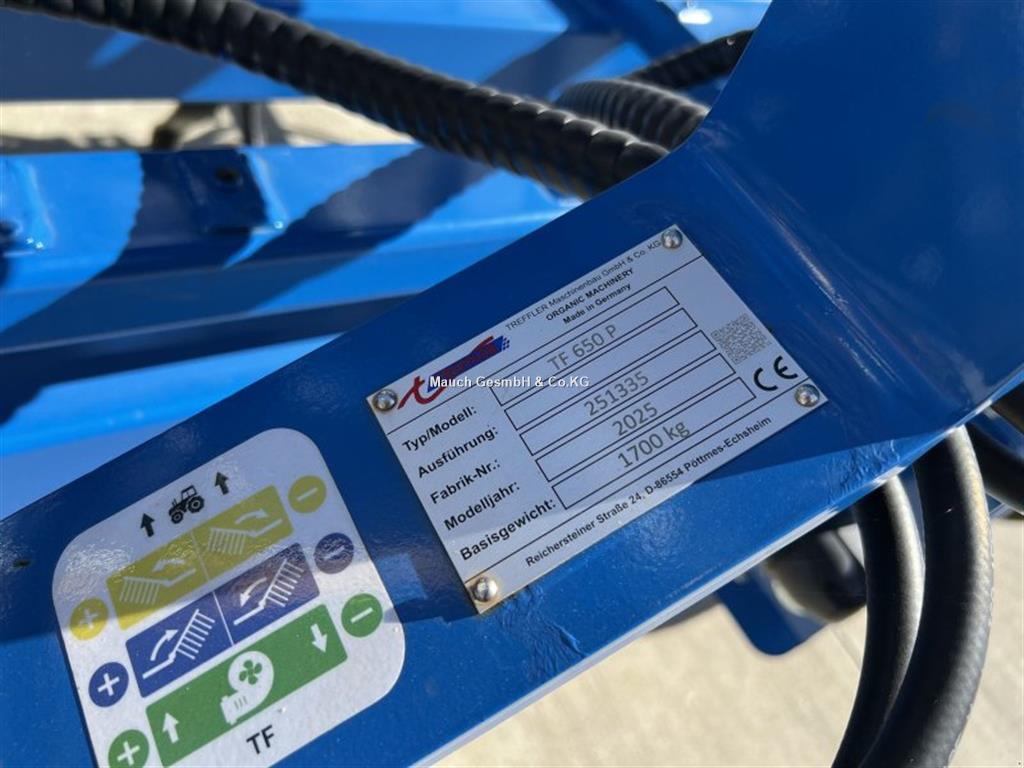 TREFFLER Maschinenbau GmbH & Co. KG
ORGANIC MACHINERY
Made in Germany
Mauch GesmbH & Co.KG
Typ/Modell: TF 650 P
Ausführung:
Fabrik-Nr.: 251335
Modelljahr: 2025
Basisgewicht: 1700 kg
CE
Reichersteiner Straße 24, D-86554 Pöttmes-Echsheim
TF